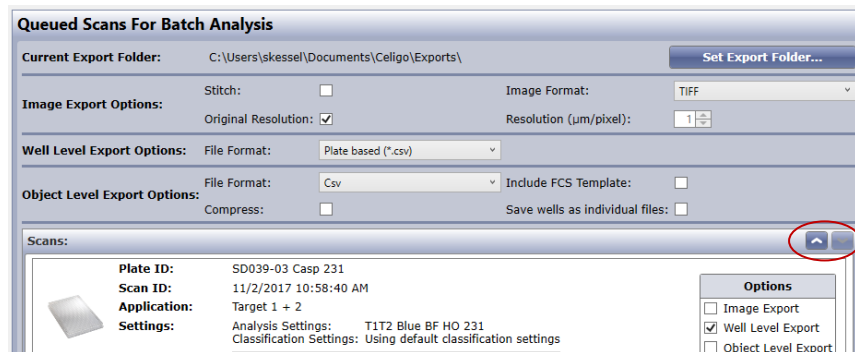 Queued Scans For Batch Analysis
Current Export Folder: C:\Users\skessel\Documents\Celigo\Exports\ Set Export Folder...
Image Export Options:
Stitch: Image Format: TIFF
Original Resolution: Resolution (µm/pixel): 1
Well Level Export Options: File Format: Plate based (*.csv)
Object Level Export Options:
File Format: Csv Include FCS Template:
Compress: Save wells as individual files:
Scans:
Plate ID: SD039-03 Casp 231
Scan ID: 11/2/2017 10:58:40 AM
Application: Target 1 + 2
Settings: Analysis Settings: T1T2 Blue BF HO 231
Classification Settings: Using default classification settings
Options
Image Export
Well Level Export
Object Level Export